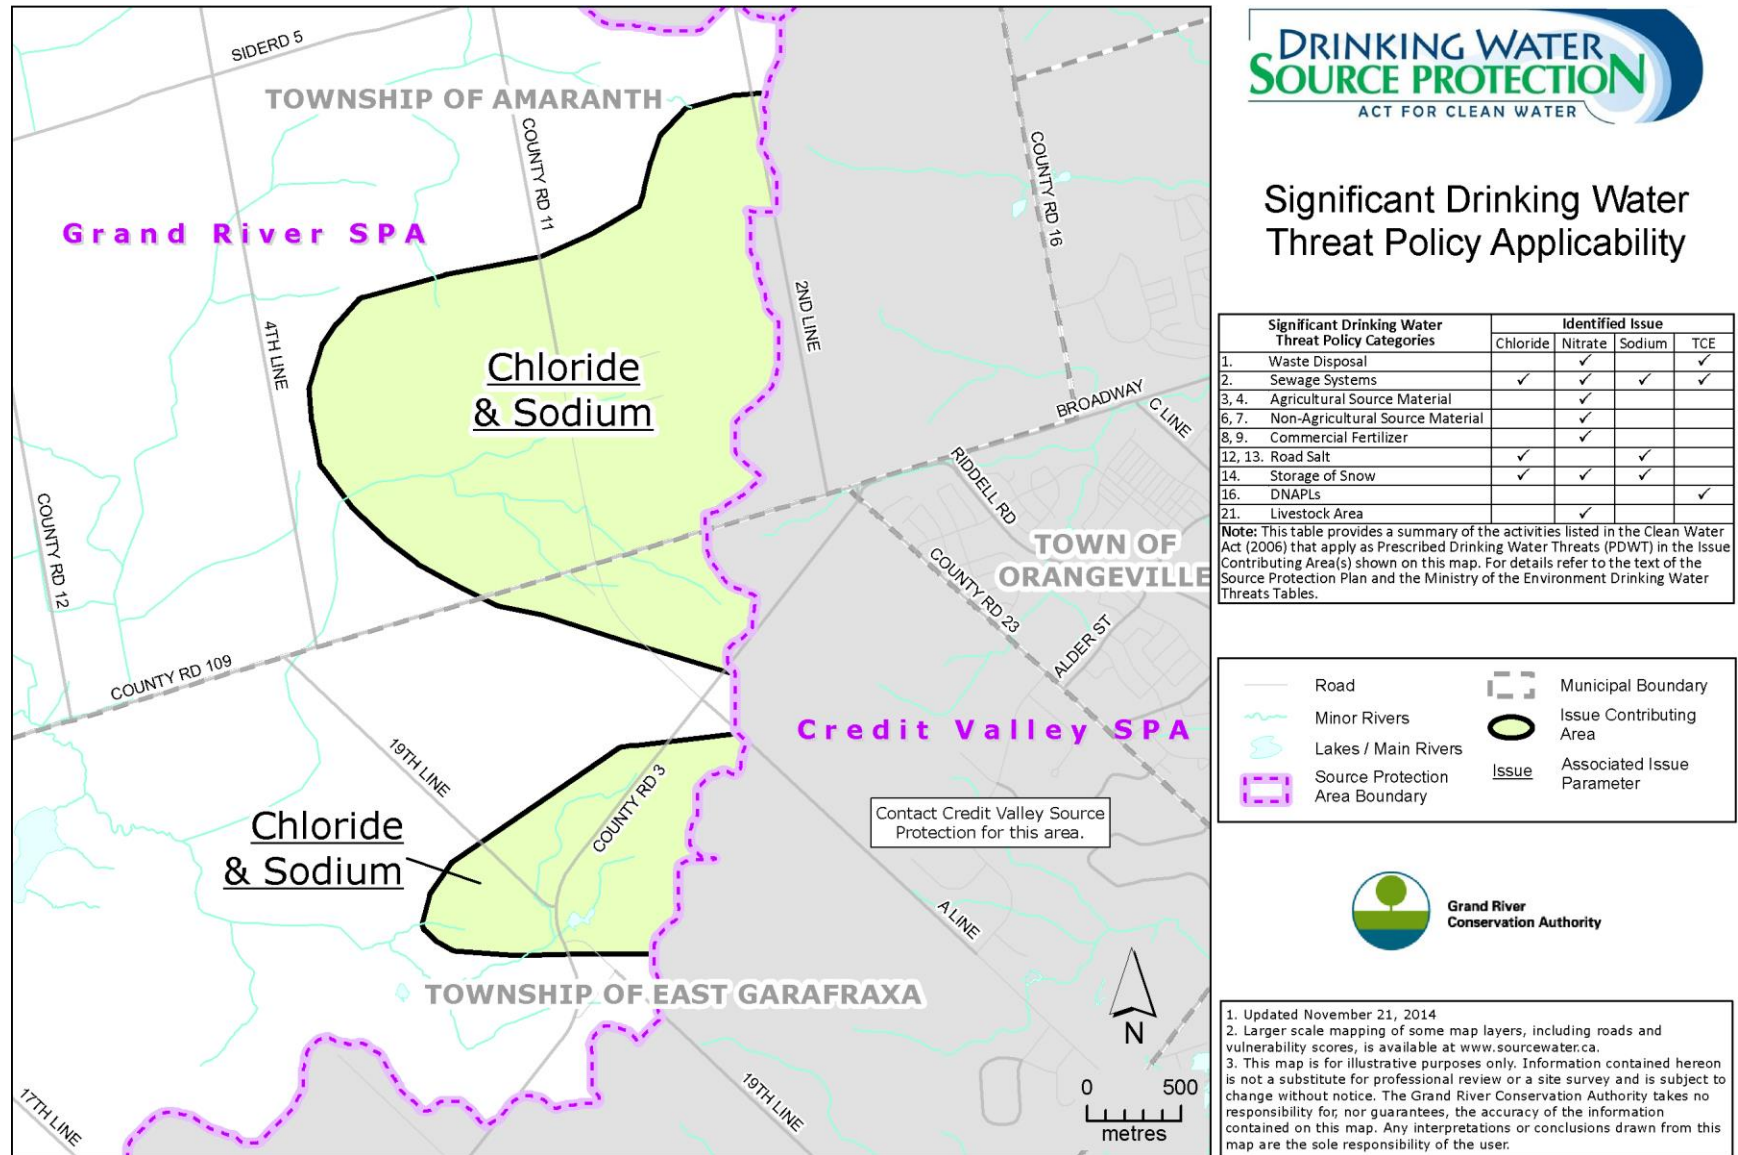 SIDERD 5
TOWNSHIP OF AMARANTH
COUNTY RD 11
COUNTY RD 16
Grand River SPA
4TH LINE
2ND LINE
Chloride
& Sodium
BROADWAY
C LINE
RIDDELL RD
COUNTY RD 12
TOWN OF
ORANGEVILLE
COUNTY RD 23
ALDER ST
COUNTY RD 109
Credit Valley SPA
19TH LINE
COUNTY RD 3
Chloride
& Sodium
Contact Credit Valley Source
Protection for this area.
A LINE
TOWNSHIP OF EAST GARAFRAXA
N
17TH LINE
19TH LINE
0 500
metres
DRINKING WATER
SOURCE PROTECTION
ACT FOR CLEAN WATER
Significant Drinking Water
Threat Policy Applicability
Significant Drinking Water
Threat Policy Categories
Identified Issue
Chloride Nitrate Sodium TCE
1. Waste Disposal ✓ ✓
2. Sewage Systems ✓ ✓ ✓ ✓
3, 4. Agricultural Source Material ✓
6, 7. Non-Agricultural Source Material ✓
8, 9. Commercial Fertilizer ✓
12, 13. Road Salt ✓ ✓
14. Storage of Snow ✓ ✓ ✓
16. DNAPLs ✓
21. Livestock Area ✓
Note: This table provides a summary of the activities listed in the Clean Water
Act (2006) that apply as Prescribed Drinking Water Threats (PDWT) in the Issue
Contributing Area(s) shown on this map. For details refer to the text of the
Source Protection Plan and the Ministry of the Environment Drinking Water
Threats Tables.
Road
Minor Rivers
Lakes / Main Rivers
Source Protection
Area Boundary
Municipal Boundary
Issue Contributing
Area
Issue
Associated Issue
Parameter
Grand River
Conservation Authority
1. Updated November 21, 2014
2. Larger scale mapping of some map layers, including roads and
vulnerability scores, is available at www.sourcewater.ca.
3. This map is for illustrative purposes only. Information contained hereon
is not a substitute for professional review or a site survey and is subject to
change without notice. The Grand River Conservation Authority takes no
responsibility for, nor guarantees, the accuracy of the information
contained on this map. Any interpretations or conclusions drawn from this
map are the sole responsibility of the user.